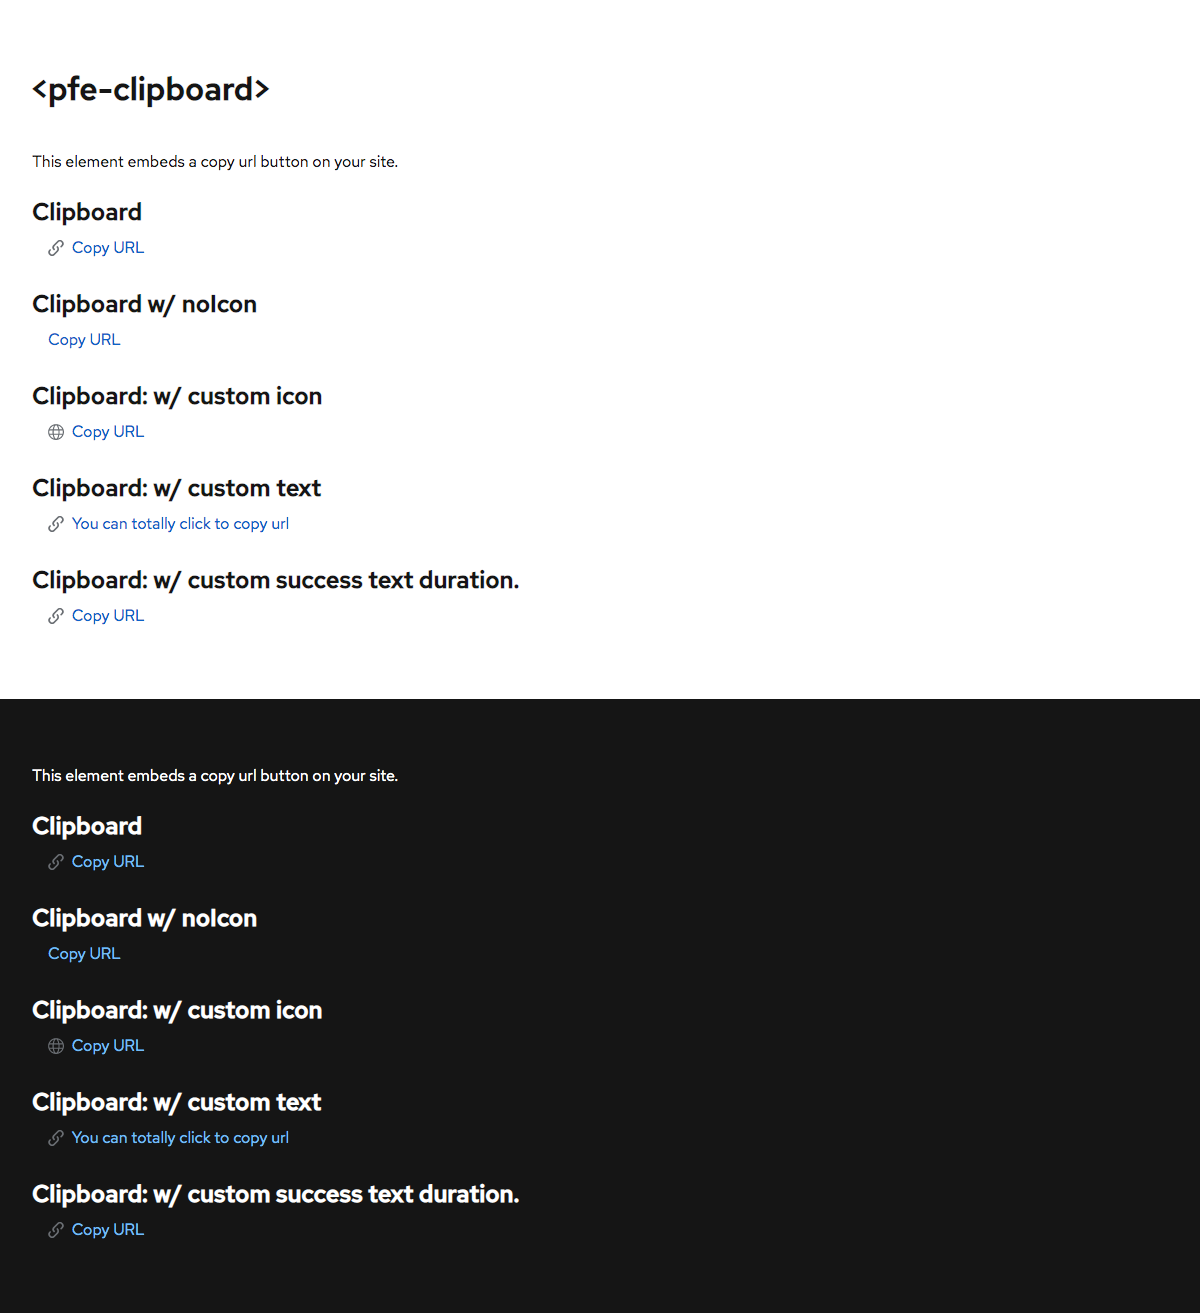 <pfe-clipboard>
This element embeds a copy url button on your site.
Clipboard
Copy URL
Clipboard w/ noIcon
Copy URL
Clipboard: w/ custom icon
Copy URL
Clipboard: w/ custom text
You can totally click to copy url
Clipboard: w/ custom success text duration.
Copy URL
This element embeds a copy url button on your site.
Clipboard
Copy URL
Clipboard w/ noIcon
Copy URL
Clipboard: w/ custom icon
Copy URL
Clipboard: w/ custom text
You can totally click to copy url
Clipboard: w/ custom success text duration.
Copy URL